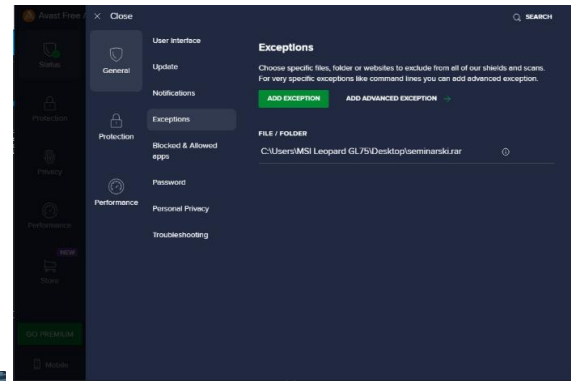 Avast Free
Close
SEARCH
Status
Protection
Privacy
Performance
NEW
Store
GO PREMIUM
Mobile
General
Protection
Performance
User Interface
Update
Notifications
Exceptions
Blocked & Allowed
apps
Password
Personal Privacy
Troubleshooting
Exceptions
Choose specific files, folder or websites to exclude from all of our shields and scans.
For very specific exceptions like command lines you can add advanced exception.
ADD EXCEPTION
ADD ADVANCED EXCEPTION →
FILE / FOLDER
C:\Users\MSI Leopard GL75\Desktop\seminarski.rar